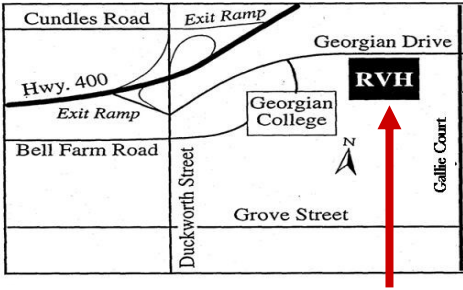 Cundles Road
Exit Ramp
Georgian Drive
Hwy. 400
RVH
Exit Ramp
Georgian
College
Bell Farm Road
N
Gallie Court
Duckworth Street
Grove Street